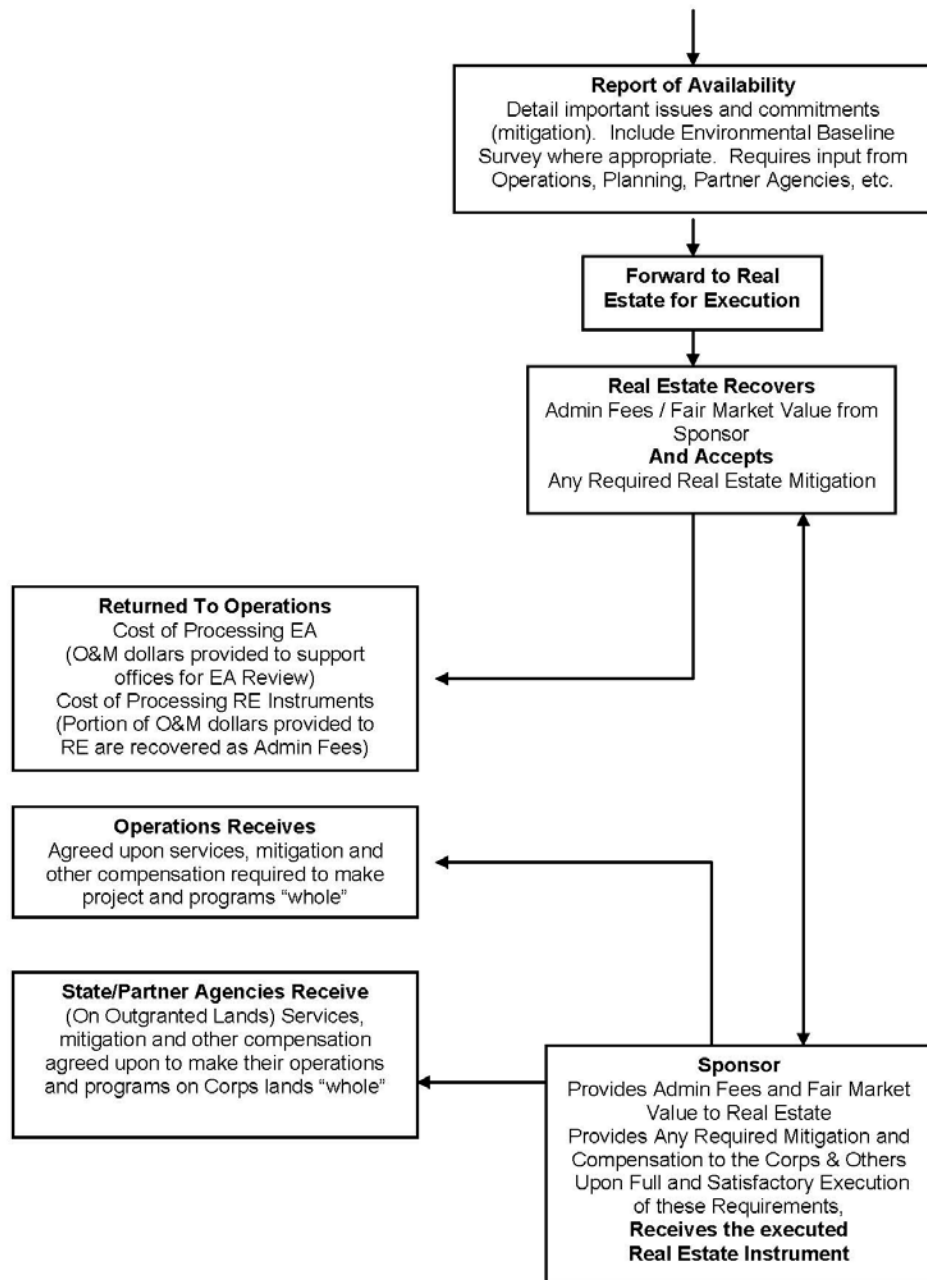 Report of Availability
Detail important issues and commitments
(mitigation). Include Environmental Baseline
Survey where appropriate. Requires input from
Operations, Planning, Partner Agencies, etc.
Forward to Real
Estate for Execution
Real Estate Recovers
Admin Fees / Fair Market Value from
Sponsor
And Accepts
Any Required Real Estate Mitigation
Returned To Operations
Cost of Processing EA
(O&M dollars provided to support
offices for EA Review)
Cost of Processing RE Instruments
(Portion of O&M dollars provided to
RE are recovered as Admin Fees)
Operations Receives
Agreed upon services, mitigation and
other compensation required to make
project and programs “whole”
State/Partner Agencies Receive
(On Outgranted Lands) Services,
mitigation and other compensation
agreed upon to make their operations
and programs on Corps lands “whole”
Sponsor
Provides Admin Fees and Fair Market
Value to Real Estate
Provides Any Required Mitigation and
Compensation to the Corps & Others
Upon Full and Satisfactory Execution
of these Requirements,
Receives the executed
Real Estate Instrument